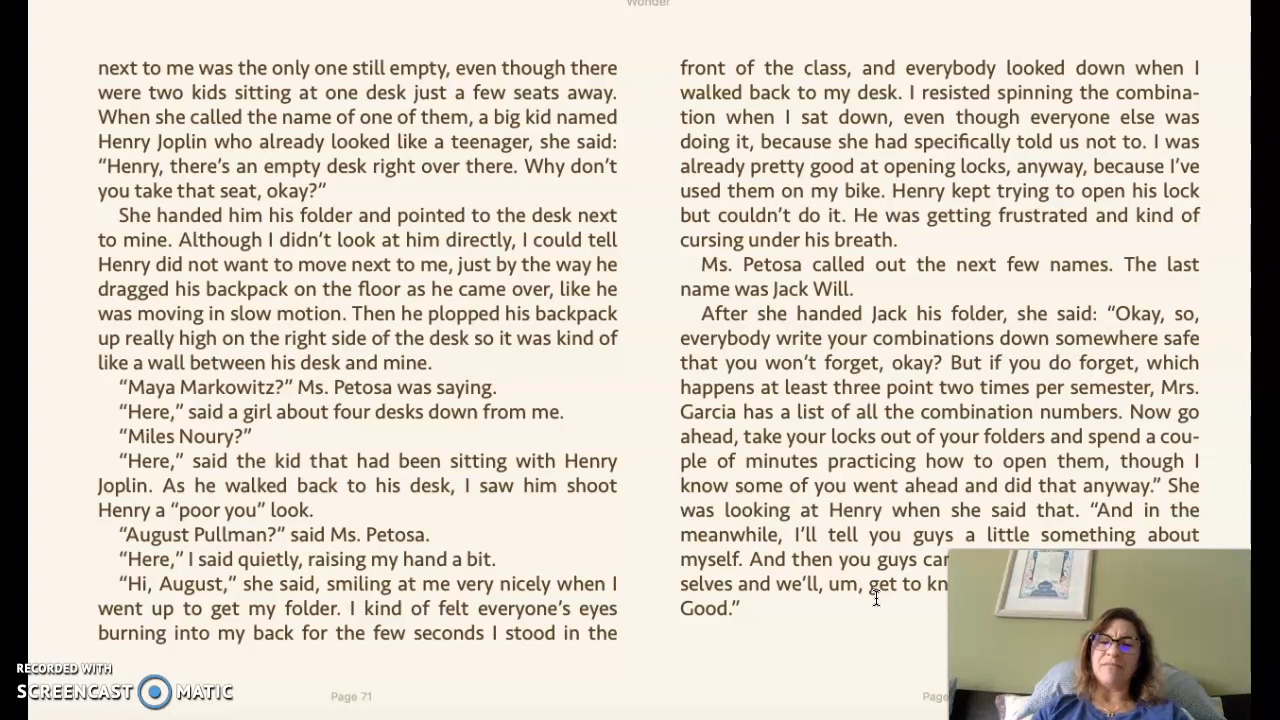 Wonder
next to me was the only one still empty, even though there
were two kids sitting at one desk just a few seats away.
When she called the name of one of them, a big kid named
Henry Joplin who already looked like a teenager, she said:
“Henry, there’s an empty desk right over there. Why don’t
you take that seat, okay?”
She handed him his folder and pointed to the desk next
to mine. Although I didn’t look at him directly, I could tell
Henry did not want to move next to me, just by the way he
dragged his backpack on the floor as he came over, like he
was moving in slow motion. Then he plopped his backpack
up really high on the right side of the desk so it was kind of
like a wall between his desk and mine.
“Maya Markowitz?” Ms. Petosa was saying.
“Here,” said a girl about four desks down from me.
“Miles Noury?”
“Here,” said the kid that had been sitting with Henry
Joplin. As he walked back to his desk, I saw him shoot
Henry a “poor you” look.
“August Pullman?” said Ms. Petosa.
“Here,” I said quietly, raising my hand a bit.
“Hi, August,” she said, smiling at me very nicely when I
went up to get my folder. I kind of felt everyone’s eyes
burning into my back for the few seconds I stood in the
Page 71
front of the class, and everybody looked down when I
walked back to my desk. I resisted spinning the combina-
tion when I sat down, even though everyone else was
doing it, because she had specifically told us not to. I was
already pretty good at opening locks, anyway, because I’ve
used them on my bike. Henry kept trying to open his lock
but couldn’t do it. He was getting frustrated and kind of
cursing under his breath.
Ms. Petosa called out the next few names. The last
name was Jack Will.
After she handed Jack his folder, she said: “Okay, so,
everybody write your combinations down somewhere safe
that you won’t forget, okay? But if you do forget, which
happens at least three point two times per semester, Mrs.
Garcia has a list of all the combination numbers. Now go
ahead, take your locks out of your folders and spend a cou-
ple of minutes practicing how to open them, though I
know some of you went ahead and did that anyway.” She
was looking at Henry when she said that. “And in the
meanwhile, I’ll tell you guys a little something about
myself. And then you guys can
selves and we’ll, um, get to kn
Good.”
Page
RECORDED WITH
SCREENCAST MATIC